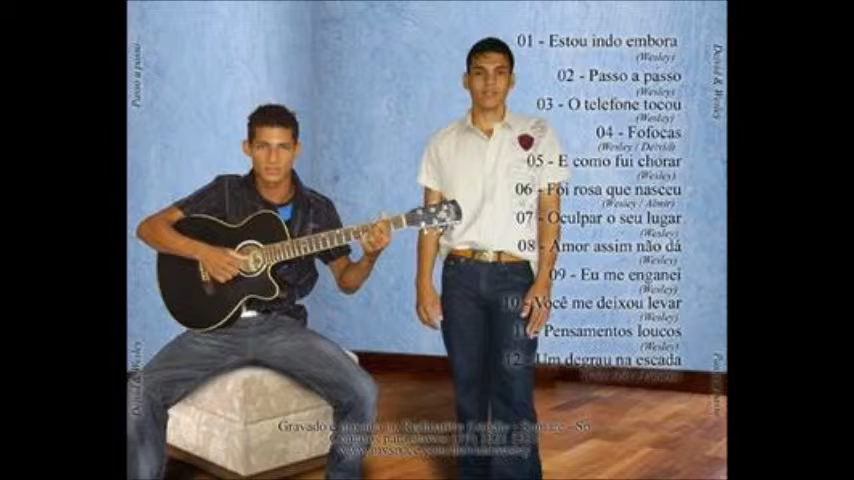 01 - Estou indo embora
(Wesley)
02 - Passo a passo
(Wesley)
03 - O telefone tocou
(Wesley)
04 - Fofocas
(Wesley / Deivid)
05 - E como fui chorar
(Wesley)
06 - Foi rosa que nasceu
(Wesley / Almir)
07 - Oculpar o seu lugar
(Wesley)
08 - Amor assim não dá
(Wesley)
09 - Eu me enganei
(Wesley)
10 - Você me deixou levar
(Wesley)
11 - Pensamentos loucos
(Wesley)
12 - Um degrau na escada
Passo a passo
Deivid & Wesley
Deivid & Wesley
Gravado